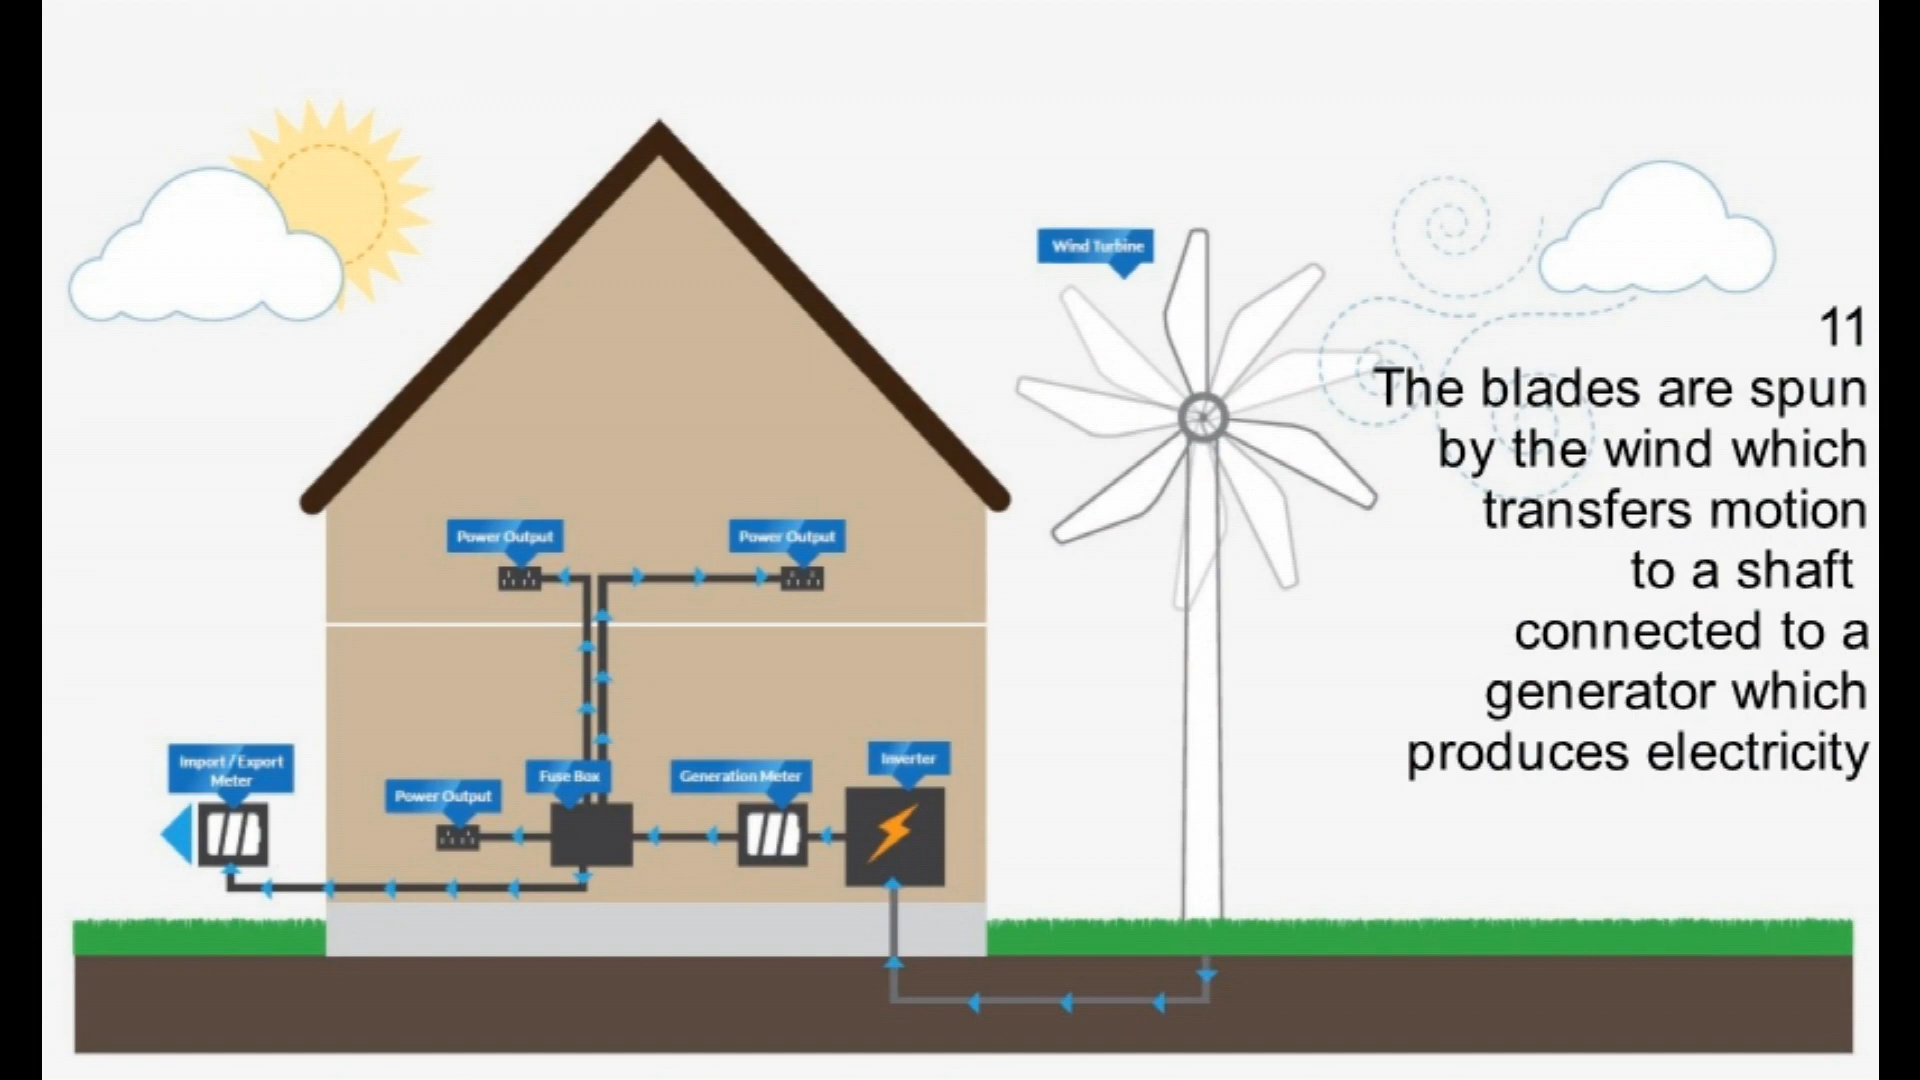 Wind Turbine
11
The blades are spun
by the wind which
transfers motion
to a shaft
connected to a
generator which
produces electricity
Power Output
Power Output
Import / Export
Meter
Power Output
Fuse Box
Generation Meter
Inverter